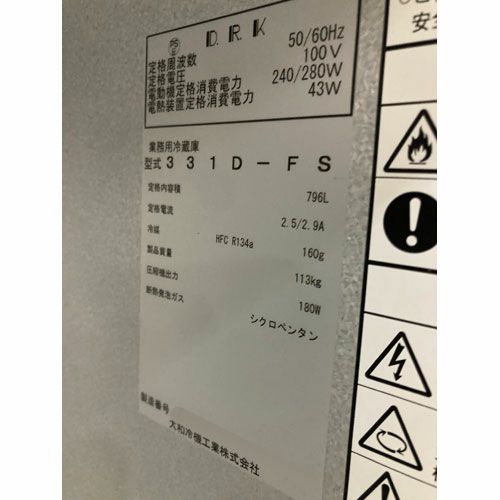 PS
E
D.R.K
定格周波数 50/60Hz
定格電圧 100V
電動機定格消費電力 240/280W
電熱装置定格消費電力 43W
業務用冷蔵庫
型式 331D-FS
定格内容積 796L
定格電流 2.5/2.9A
冷媒 HFC R134a 160g
製品質量 113kg
圧縮機出力 180W
断熱発泡ガス シクロペンタン
製造番号
大和冷機工業株式会社
安全